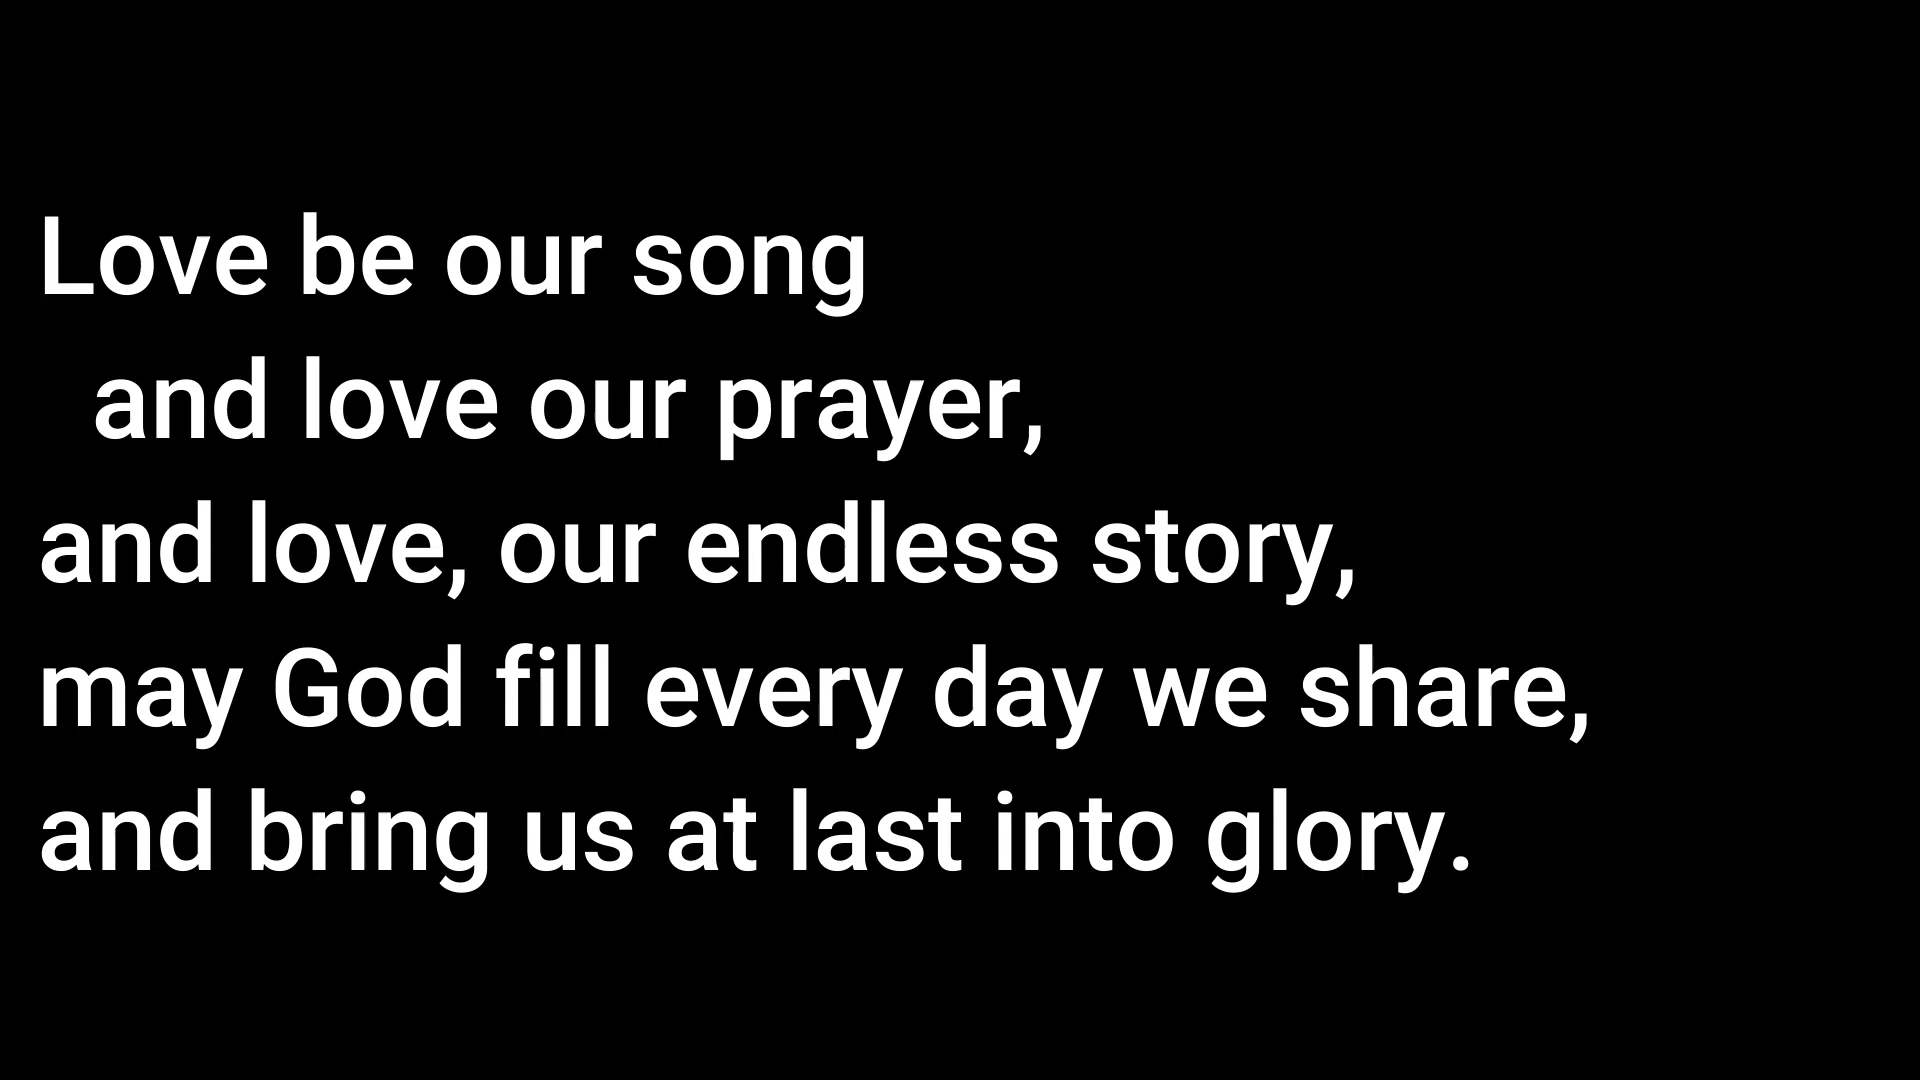 Love be our song
and love our prayer,
and love, our endless story,
may God fill every day we share,
and bring us at last into glory.